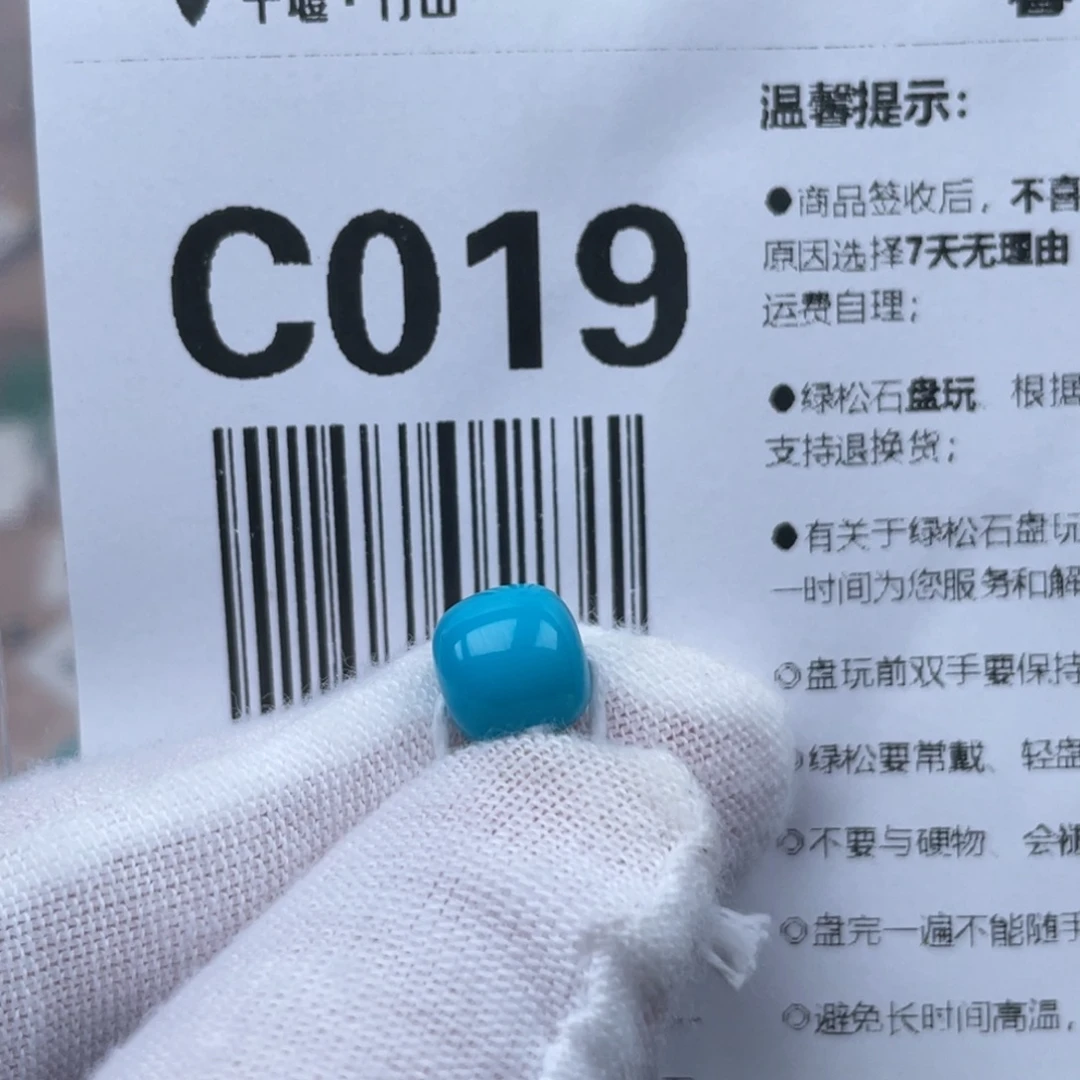 十堰·竹山
温馨提示:
C019
●商品签收后，不喜
原因选择7天无理由
运费自理;
●绿松石盘玩 根据
支持退换货;
●有关于绿松石盘玩
一时间为您服务和解
◎盘玩前双手要保持
绿松要常戴、轻盘
◎不要与硬物、会
◎盘完一遍不能随手
◎避免长时间高温，